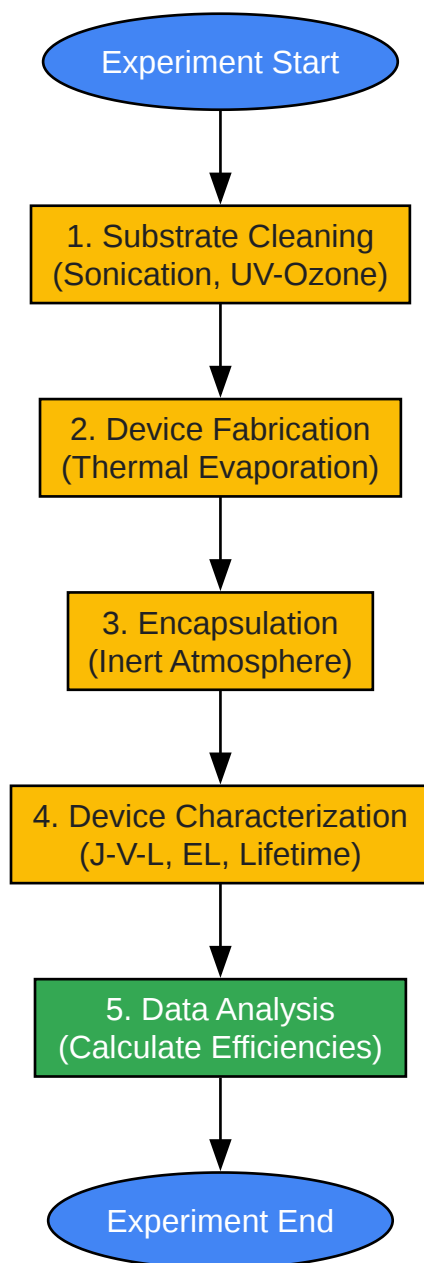 Experiment Start
1. Substrate Cleaning
(Sonication, UV-Ozone)
2. Device Fabrication
(Thermal Evaporation)
3. Encapsulation
(Inert Atmosphere)
4. Device Characterization
(J-V-L, EL, Lifetime)
5. Data Analysis
(Calculate Efficiencies)
Experiment End